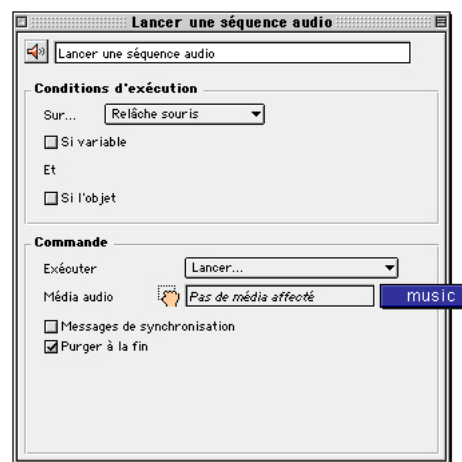 Lancer une séquence audio
Lancer une séquence audio
Conditions d'exécution
Sur... Relâche souris
Si variable
Et
Si l'objet
Commande
Exécuter Lancer...
Média audio Pas de média affecté music
Messages de synchronisation
Purger à la fin